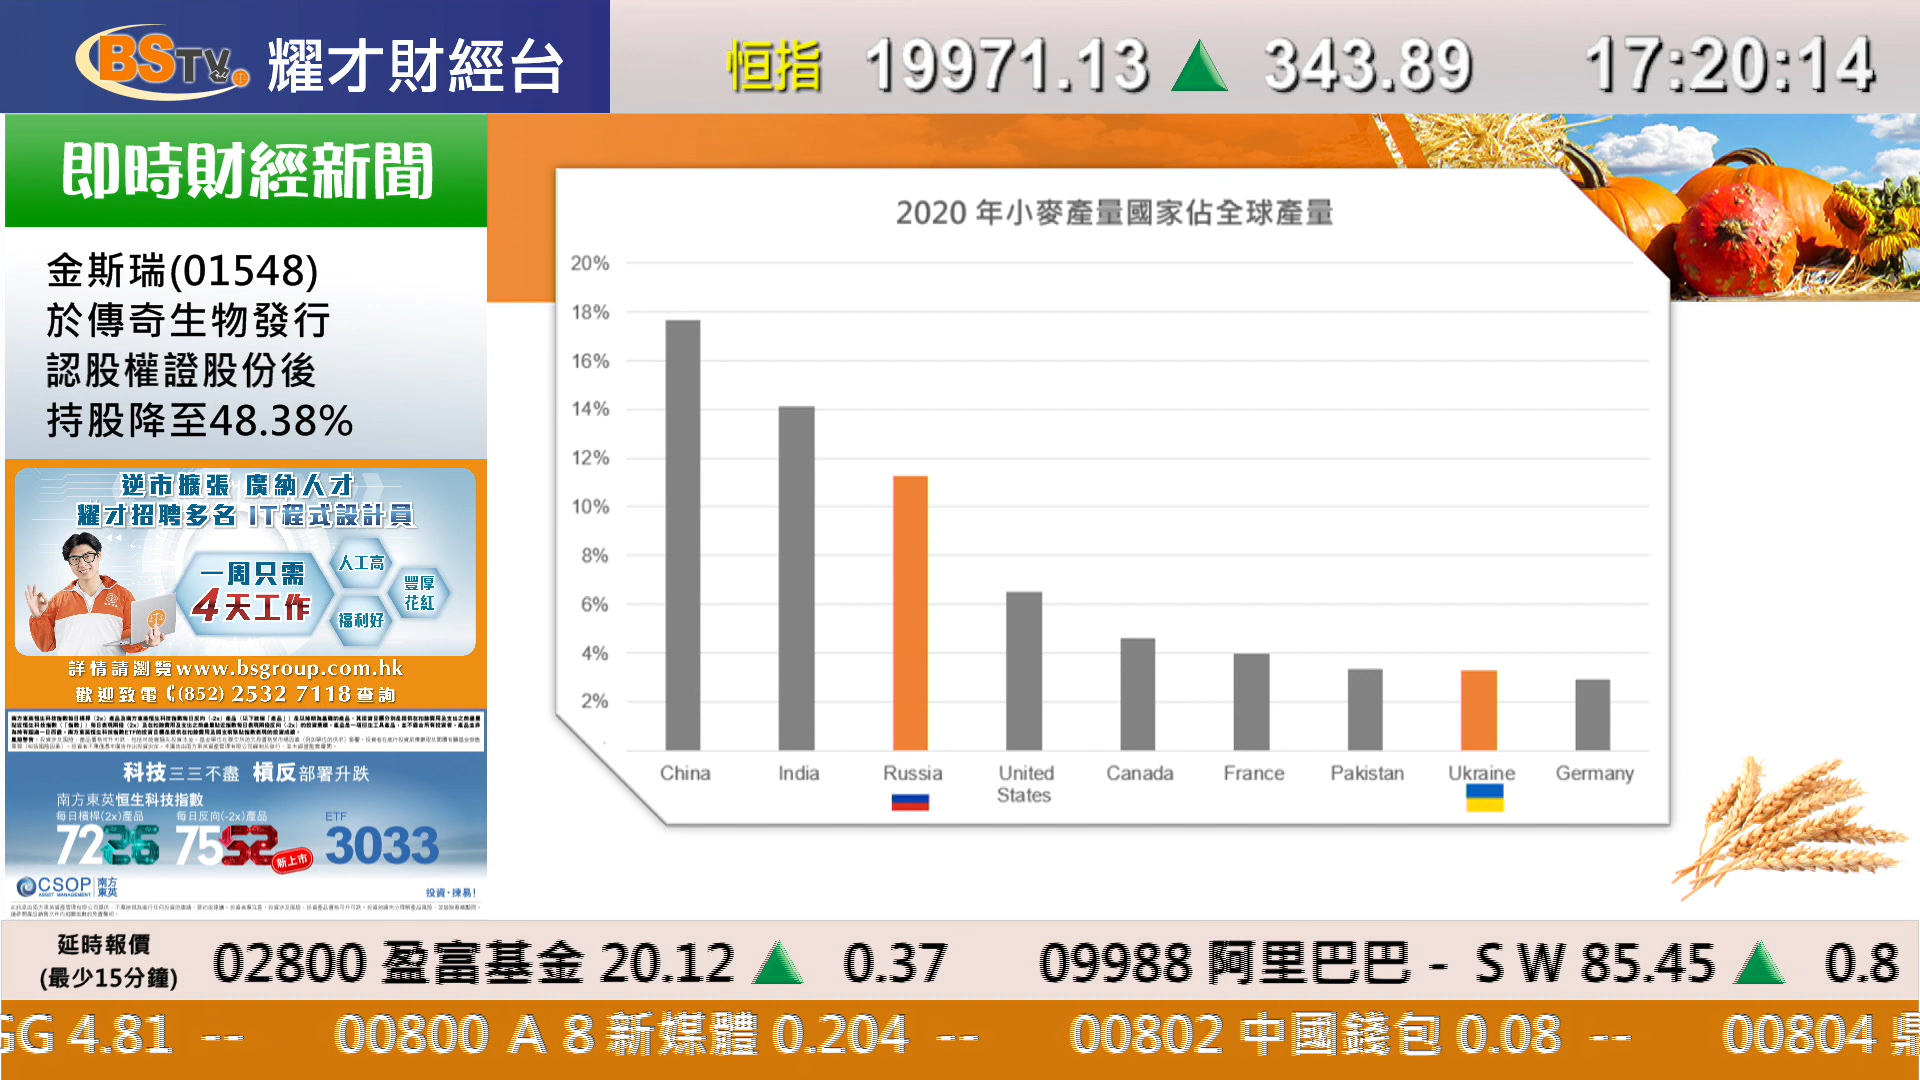 BSTV 耀才財經台
恒指 19971.13 ▲ 343.89 17:20:14
即時財經新聞
金斯瑞(01548)
於傳奇生物發行
認股權證股份後
持股降至48.38%
逆市擴張 廣納人才
耀才招聘多名 IT程式設計員
一周只需
4天工作
人工高
豐厚
花紅
福利好
詳情請瀏覽www.bsgroup.com.hk
歡迎致電 (852) 2532 7118 查詢
科技三三不盡 槓反部署升跌
南方東英恒生科技指數
每日槓桿(2x)產品 每日反向(-2x)產品 ETF
7226 7552 3033
新上市
CSOP 南方東英
ASSET MANAGEMENT
投資·揀易!
2020 年小麥產量國家佔全球產量
20%
18%
16%
14%
12%
10%
8%
6%
4%
2%
China India Russia United States Canada France Pakistan Ukraine Germany
延時報價
(最少15分鐘)
02800 盈富基金 20.12 ▲ 0.37 09988 阿里巴巴 - S W 85.45 ▲ 0.8
GG 4.81 -- 00800 A 8 新媒體 0.204 -- 00802 中國錢包 0.08 -- 00804